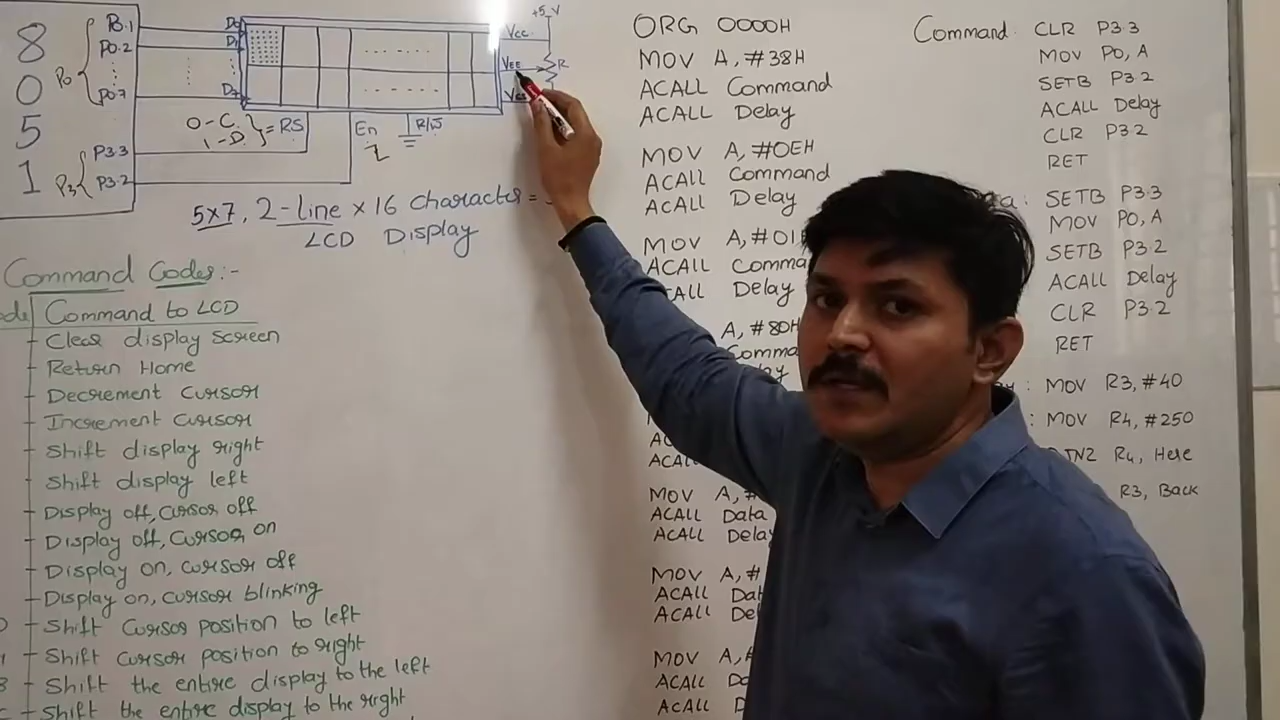 8
0
5
1
P0
P0.1
P0.2
P0.7
P3
P3.3
P3.2
D0
D1
D7
Vcc
VEE
+5 V
R
0-C.
1-D.
= RS
En
R/W
5x7, 2-line x 16 Character =
LCD Display
Command Codes:-
Command to LCD
Clear display screen
Return Home
Decrement cursor
Increment cursor
Shift display right
Shift display left
Display off, cursor off
Display off, cursor on
Display on, cursor off
Display on, cursor blinking
Shift cursor position to left
Shift cursor position to right
Shift the entire display to the left
Shift the entire display to the right
ORG 0000H
MOV A, #38H
ACALL Command
ACALL Delay
MOV A, #0EH
ACALL Command
ACALL Delay
MOV A, #01
ACALL Comma
ACALL Delay
A, #80H
Comma
MOV A, #
ACALL Data
ACALL Delay
MOV A, #
ACALL Dat
ACALL De
MOV A, #
ACALL Da
ACALL D
Command: CLR P3.3
MOV P0, A
SETB P3.2
ACALL Delay
CLR P3.2
RET
a: SETB P3.3
MOV P0, A
SETB P3.2
ACALL Delay
CLR P3.2
RET
y: MOV R3, #40
: MOV R4, #250
R4, Here
R3, Back